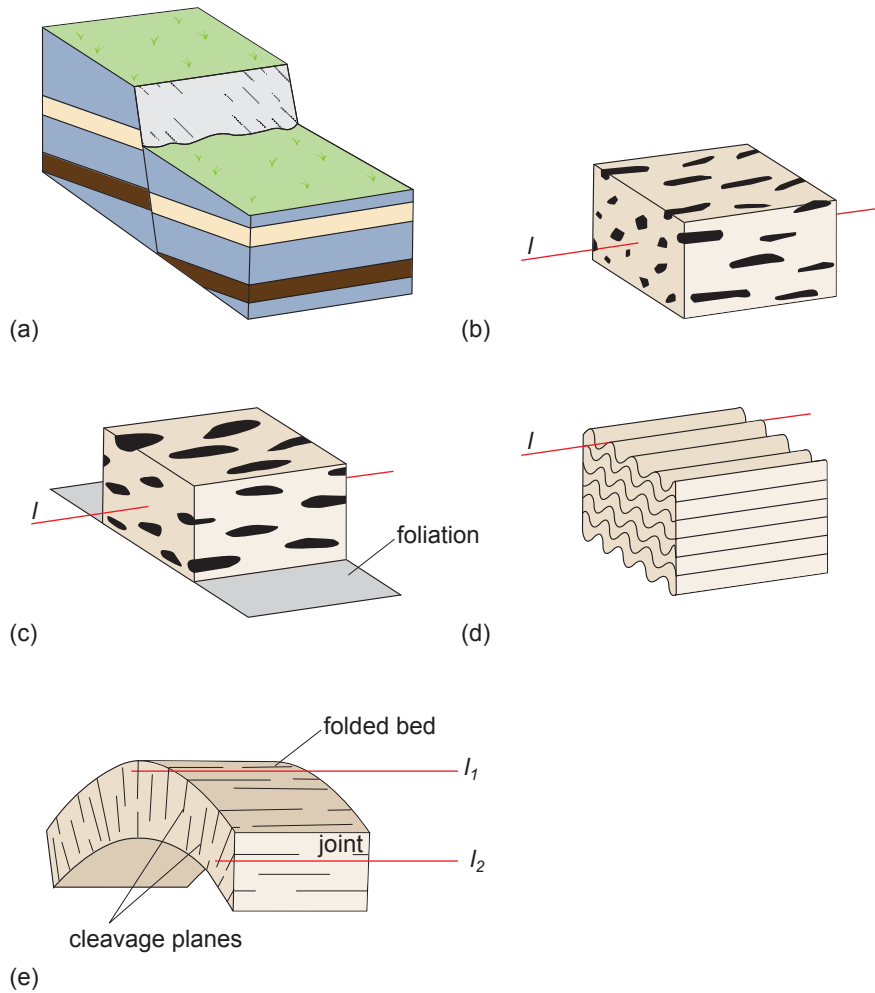 (a)
l
(b)
l
foliation
(c)
l
(d)
folded bed
l1
joint
l2
cleavage planes
(e)